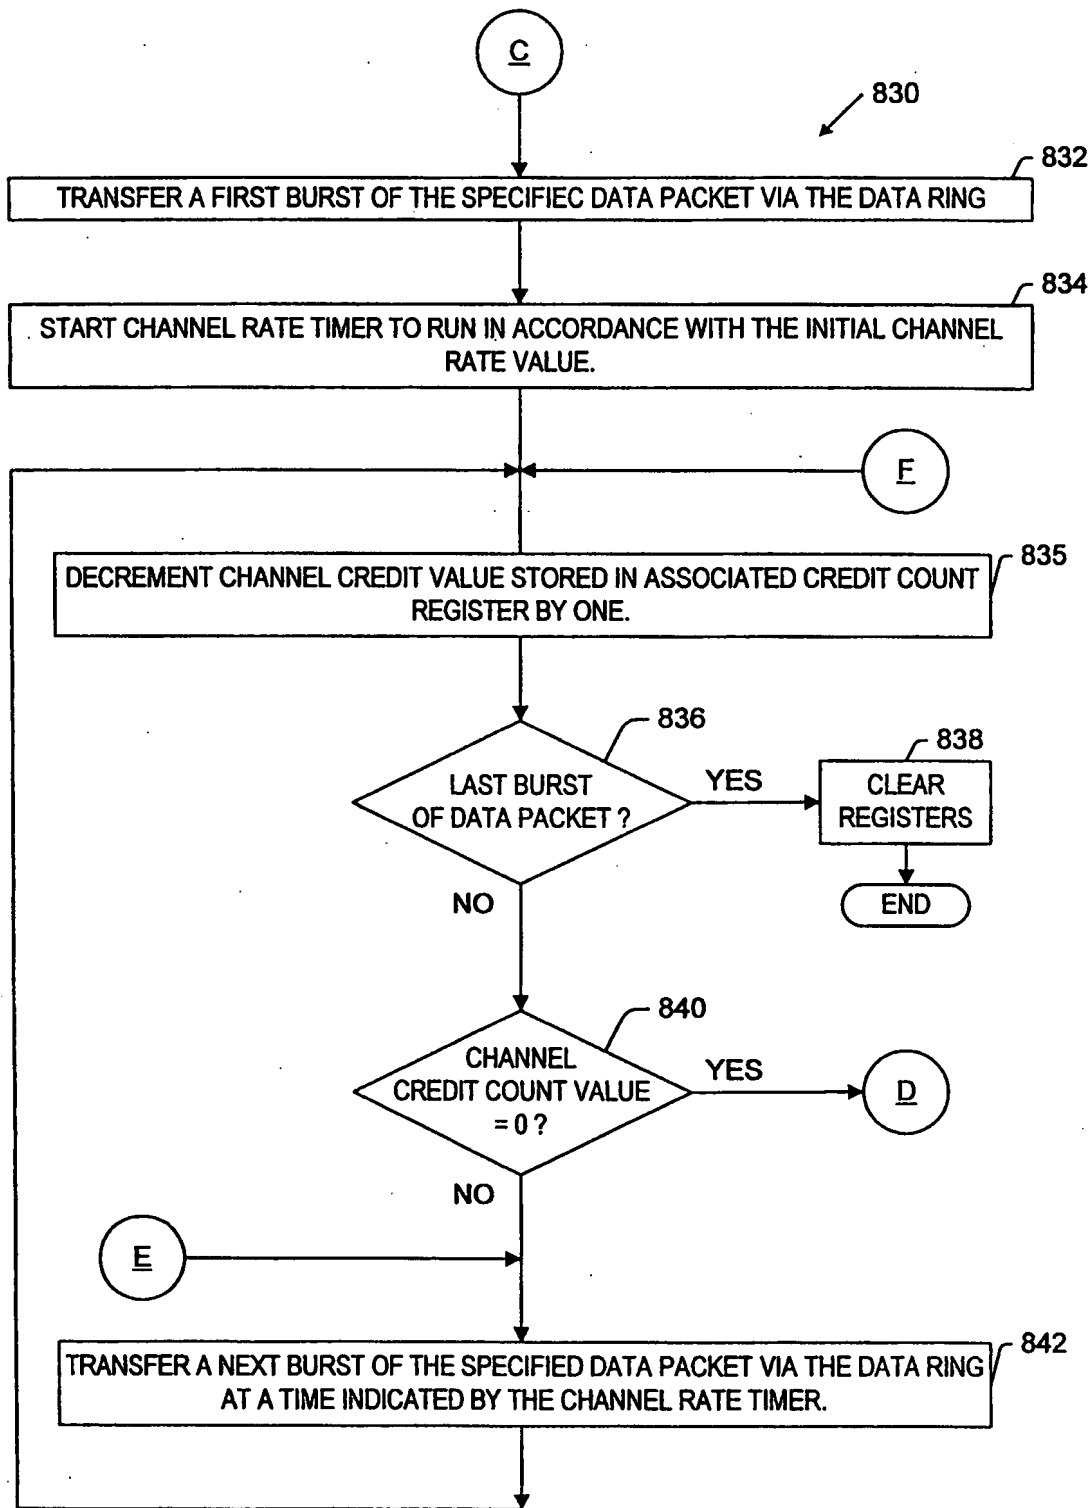 C
830
832
TRANSFER A FIRST BURST OF THE SPECIFIEC DATA PACKET VIA THE DATA RING
834
START CHANNEL RATE TIMER TO RUN IN ACCORDANCE WITH THE INITIAL CHANNEL
RATE VALUE.
F
835
DECREMENT CHANNEL CREDIT VALUE STORED IN ASSOCIATED CREDIT COUNT
REGISTER BY ONE.
836
LAST BURST
OF DATA PACKET ?
YES
838
CLEAR
REGISTERS
END
NO
840
CHANNEL
CREDIT COUNT VALUE
= 0 ?
YES
D
NO
E
842
TRANSFER A NEXT BURST OF THE SPECIFIED DATA PACKET VIA THE DATA RING
AT A TIME INDICATED BY THE CHANNEL RATE TIMER.